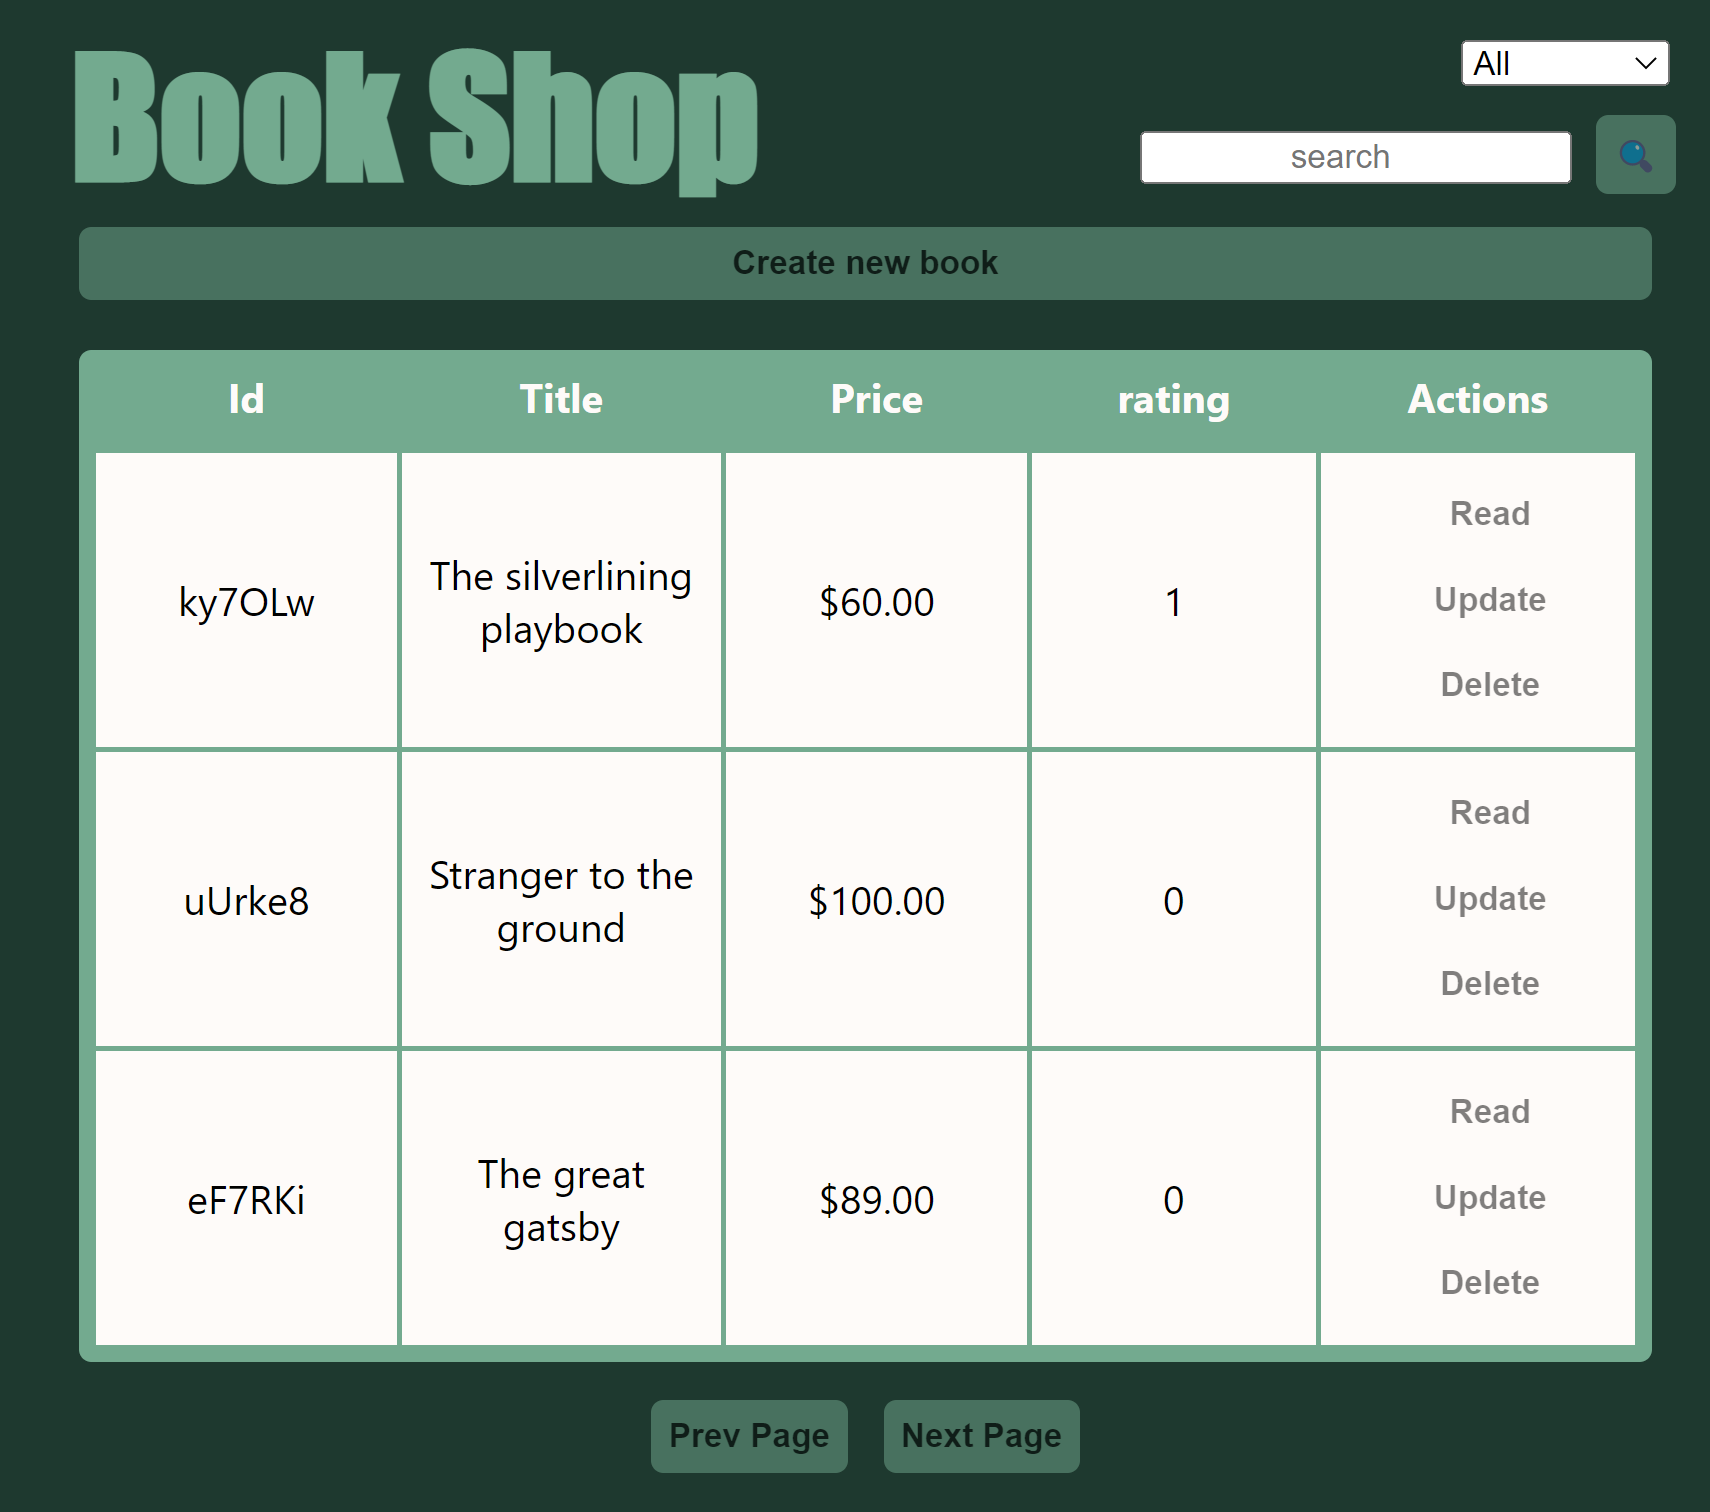 Book Shop
All
search
Create new book
Id Title Price rating Actions
ky7OLw
The silverlining
playbook
$60.00
1
Read
Update
Delete
uUrke8
Stranger to the
ground
$100.00
0
Read
Update
Delete
eF7RKi
The great
gatsby
$89.00
0
Read
Update
Delete
Prev Page Next Page